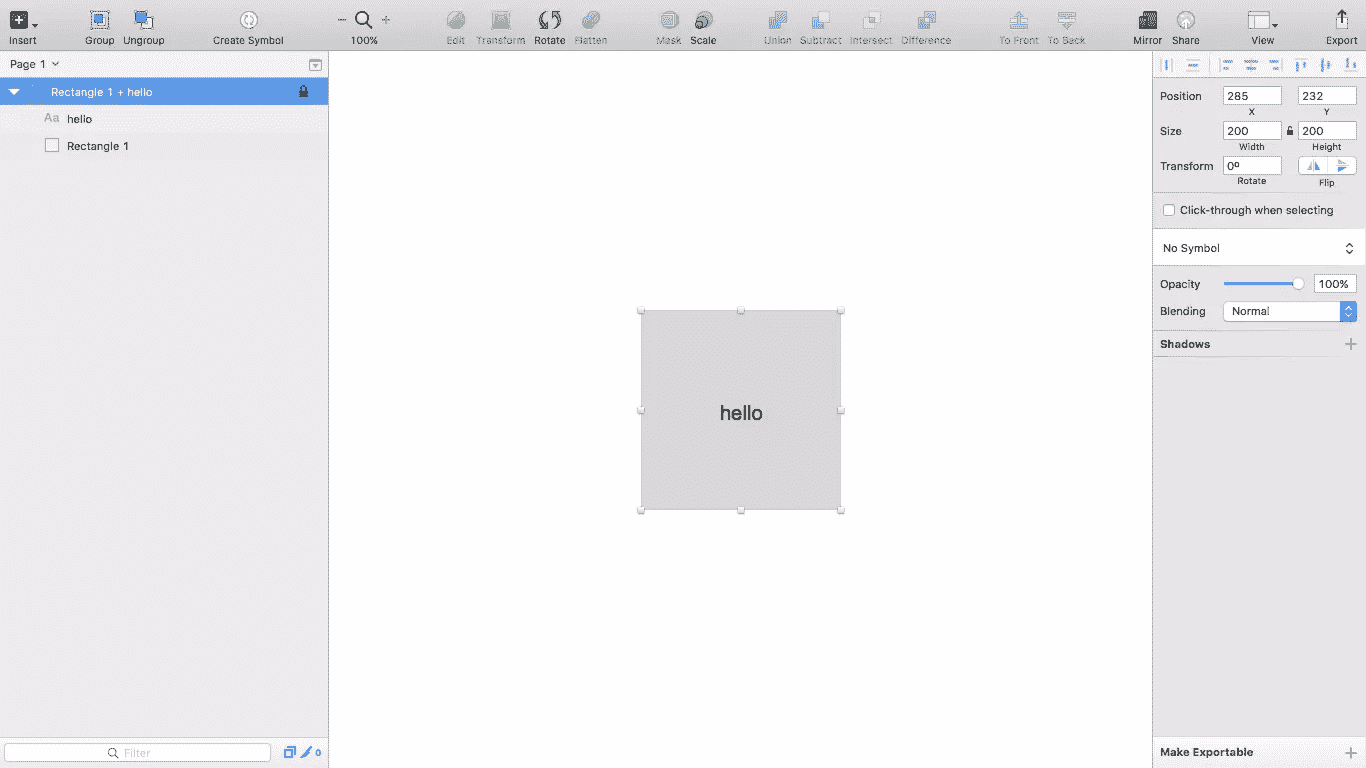 Insert Group Ungroup Create Symbol 100% Edit Transform Rotate Flatten Mask Scale Union Subtract Intersect Difference To Front To Back Mirror Share View Export
Page 1
Rectangle 1 + hello
Aa hello
Rectangle 1
Filter 0
hello
Position 285 232
X Y
Size 200 200
Width Height
Transform 0º
Rotate Flip
Click-through when selecting
No Symbol
Opacity 100%
Blending Normal
Shadows
Make Exportable